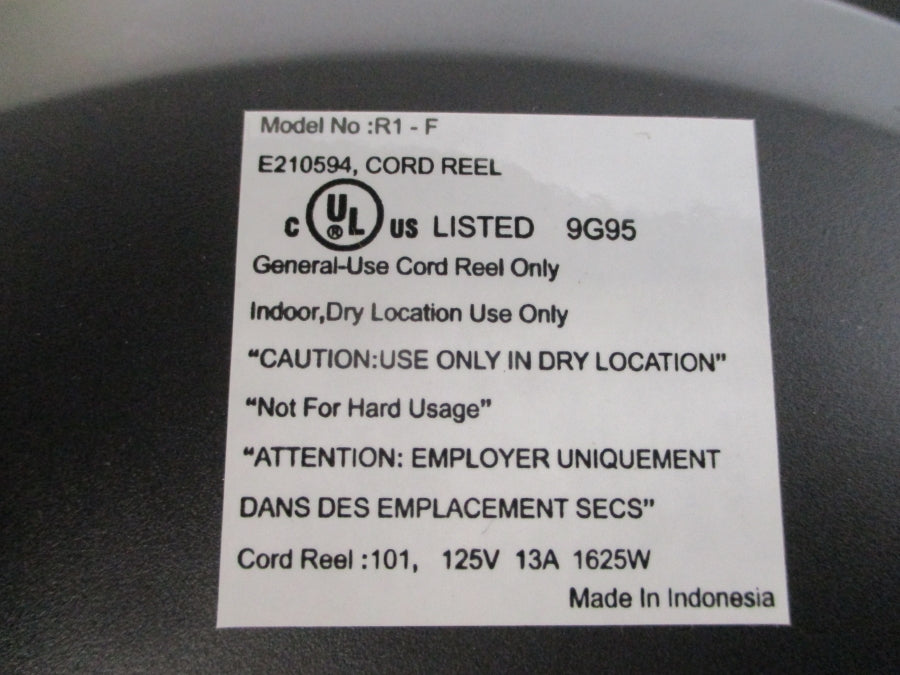 Model No :R1 - F
E210594, CORD REEL
C UL ® US LISTED 9G95
General-Use Cord Reel Only
Indoor,Dry Location Use Only
“CAUTION:USE ONLY IN DRY LOCATION”
“Not For Hard Usage”
“ATTENTION: EMPLOYER UNIQUEMENT
DANS DES EMPLACEMENT SECS”
Cord Reel :101, 125V 13A 1625W
Made In Indonesia